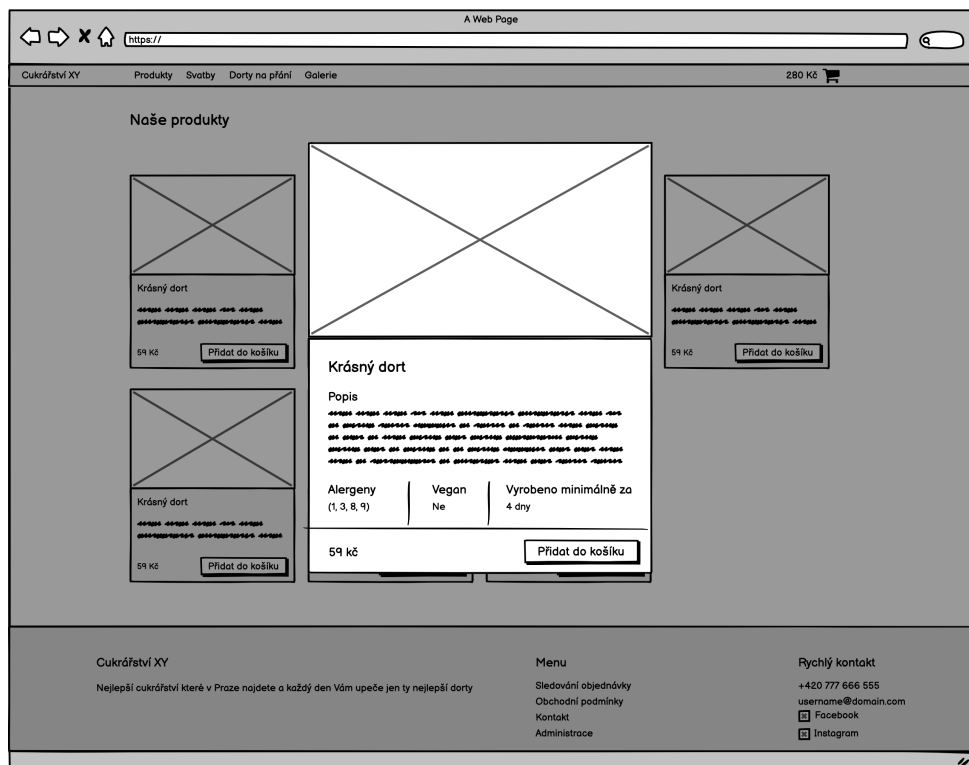 A Web Page
https://
Cukrářství XY
Produkty
Svatby
Dorty na přání
Galerie
280 Kč
Naše produkty
Krásný dort
59 Kč
Přidat do košíku
Krásný dort
59 Kč
Přidat do košíku
Krásný dort
59 Kč
Přidat do košíku
Krásný dort
Popis
Alergeny
(1, 3, 8, 9)
Vegan
Ne
Vyrobeno minimálně za
4 dny
59 kč
Přidat do košíku
Cukrářství XY
Nejlepší cukrářství které v Praze najdete a každý den Vám upeče jen ty nejlepší dorty
Menu
Sledování objednávky
Obchodní podmínky
Kontakt
Administrace
Rychlý kontakt
+420 777 666 555
username@domain.com
Facebook
Instagram